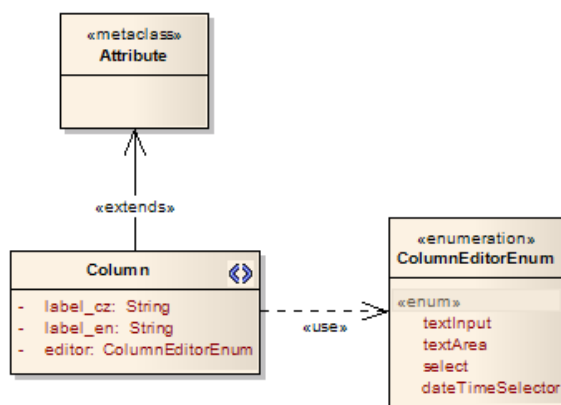 «metaclass»
Attribute
«extends»
Column
- label_cz: String
- label_en: String
- editor: ColumnEditorEnum
«use»
«enumeration»
ColumnEditorEnum
«enum»
textInput
textArea
select
dateTimeSelector